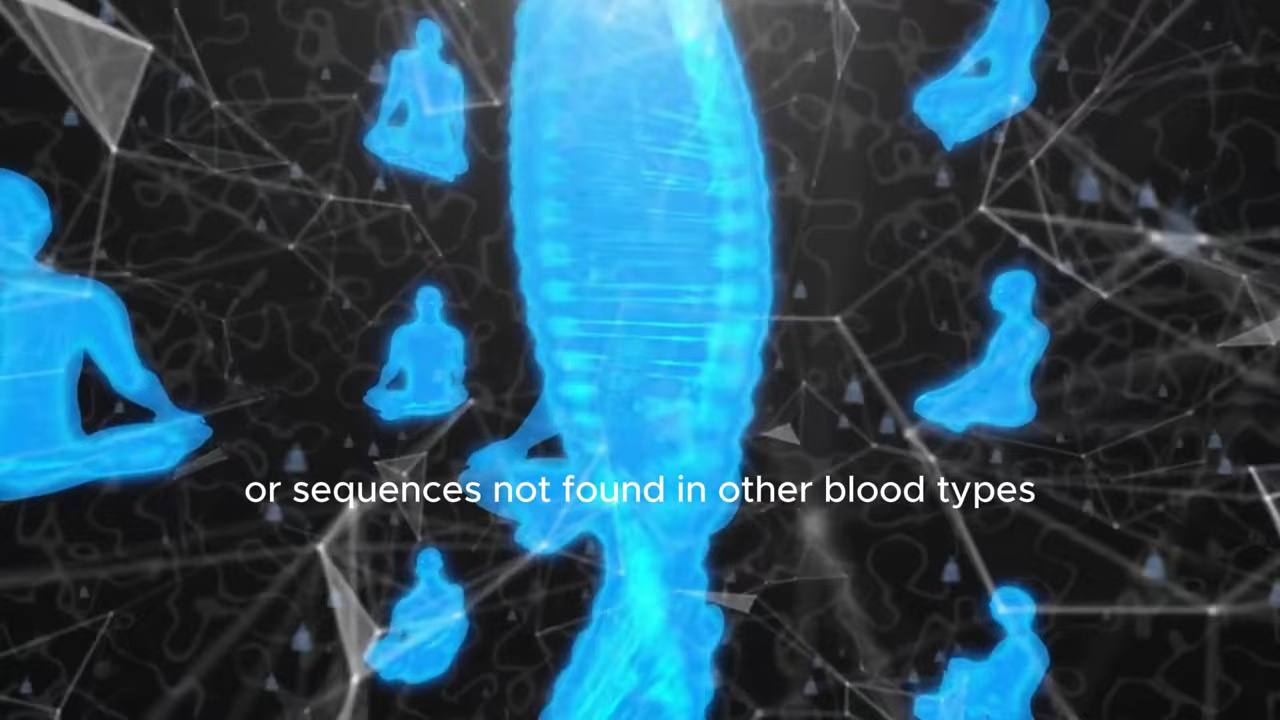 or sequences not found in other blood types